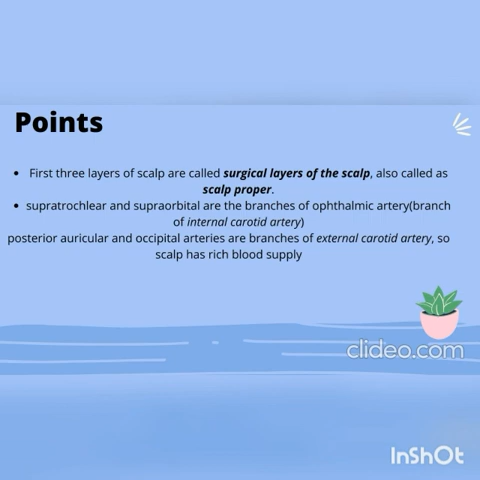 Points
• First three layers of scalp are called surgical layers of the scalp, also called as
scalp proper.
• supratrochlear and supraorbital are the branches of ophthalmic artery(branch
of internal carotid artery)
posterior auricular and occipital arteries are branches of external carotid artery, so
scalp has rich blood supply
clideo.com
InShOt